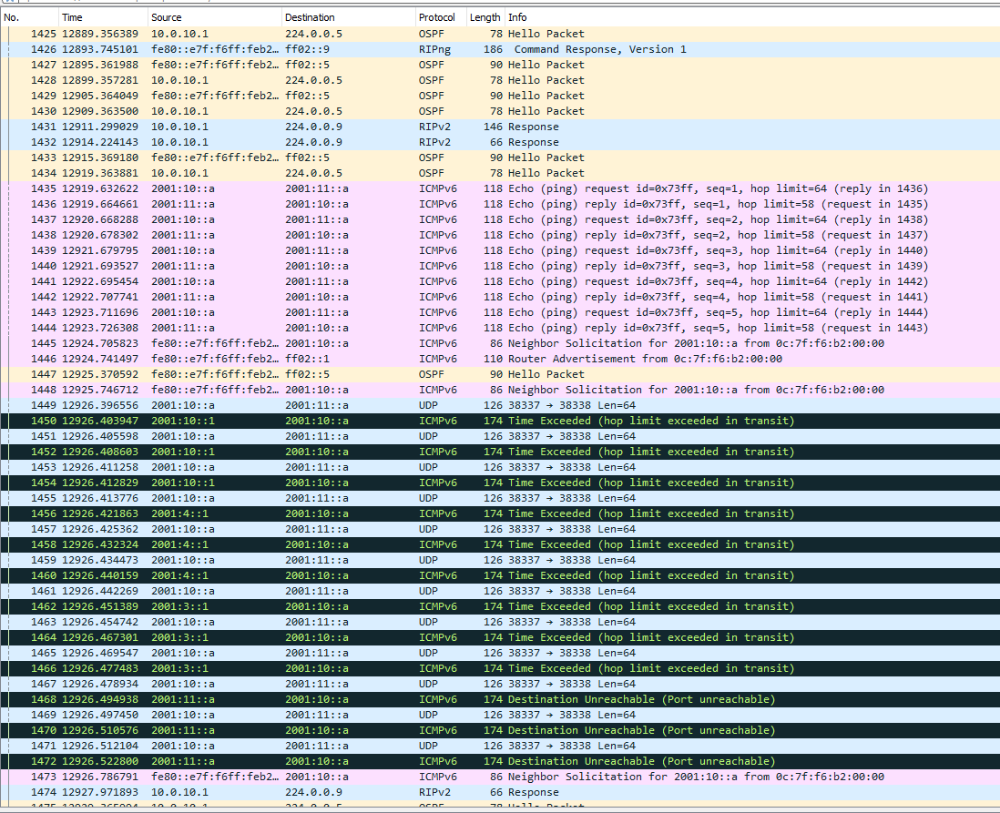 No. Time Source Destination Protocol Length Info
1425 12889.356389 10.0.10.1 224.0.0.5 OSPF 78 Hello Packet
1426 12893.745101 fe80::e7f:f6ff:feb2… ff02::9 RIPng 186 Command Response, Version 1
1427 12895.361988 fe80::e7f:f6ff:feb2… ff02::5 OSPF 90 Hello Packet
1428 12899.357281 10.0.10.1 224.0.0.5 OSPF 78 Hello Packet
1429 12905.364049 fe80::e7f:f6ff:feb2… ff02::5 OSPF 90 Hello Packet
1430 12909.363500 10.0.10.1 224.0.0.5 OSPF 78 Hello Packet
1431 12911.299029 10.0.10.1 224.0.0.9 RIPv2 146 Response
1432 12914.224143 10.0.10.1 224.0.0.9 RIPv2 66 Response
1433 12915.369180 fe80::e7f:f6ff:feb2… ff02::5 OSPF 90 Hello Packet
1434 12919.363881 10.0.10.1 224.0.0.5 OSPF 78 Hello Packet
1435 12919.632622 2001:10::a 2001:11::a ICMPv6 118 Echo (ping) request id=0x73ff, seq=1, hop limit=64 (reply in 1436)
1436 12919.664661 2001:11::a 2001:10::a ICMPv6 118 Echo (ping) reply id=0x73ff, seq=1, hop limit=58 (request in 1435)
1437 12920.668288 2001:10::a 2001:11::a ICMPv6 118 Echo (ping) request id=0x73ff, seq=2, hop limit=64 (reply in 1438)
1438 12920.678302 2001:11::a 2001:10::a ICMPv6 118 Echo (ping) reply id=0x73ff, seq=2, hop limit=58 (request in 1437)
1439 12921.679795 2001:10::a 2001:11::a ICMPv6 118 Echo (ping) request id=0x73ff, seq=3, hop limit=64 (reply in 1440)
1440 12921.693527 2001:11::a 2001:10::a ICMPv6 118 Echo (ping) reply id=0x73ff, seq=3, hop limit=58 (request in 1439)
1441 12922.695454 2001:10::a 2001:11::a ICMPv6 118 Echo (ping) request id=0x73ff, seq=4, hop limit=64 (reply in 1442)
1442 12922.707741 2001:11::a 2001:10::a ICMPv6 118 Echo (ping) reply id=0x73ff, seq=4, hop limit=58 (request in 1441)
1443 12923.711696 2001:10::a 2001:11::a ICMPv6 118 Echo (ping) request id=0x73ff, seq=5, hop limit=64 (reply in 1444)
1444 12923.726308 2001:11::a 2001:10::a ICMPv6 118 Echo (ping) reply id=0x73ff, seq=5, hop limit=58 (request in 1443)
1445 12924.705823 fe80::e7f:f6ff:feb2… 2001:10::a ICMPv6 86 Neighbor Solicitation for 2001:10::a from 0c:7f:f6:b2:00:00
1446 12924.741497 fe80::e7f:f6ff:feb2… ff02::1 ICMPv6 110 Router Advertisement from 0c:7f:f6:b2:00:00
1447 12925.370592 fe80::e7f:f6ff:feb2… ff02::5 OSPF 90 Hello Packet
1448 12925.746712 fe80::e7f:f6ff:feb2… 2001:10::a ICMPv6 86 Neighbor Solicitation for 2001:10::a from 0c:7f:f6:b2:00:00
1449 12926.396556 2001:10::a 2001:11::a UDP 126 38337 → 38338 Len=64
1450 12926.403947 2001:10::1 2001:10::a ICMPv6 174 Time Exceeded (hop limit exceeded in transit)
1451 12926.405598 2001:10::a 2001:11::a UDP 126 38337 → 38338 Len=64
1452 12926.408603 2001:10::1 2001:10::a ICMPv6 174 Time Exceeded (hop limit exceeded in transit)
1453 12926.411258 2001:10::a 2001:11::a UDP 126 38337 → 38338 Len=64
1454 12926.412829 2001:10::1 2001:10::a ICMPv6 174 Time Exceeded (hop limit exceeded in transit)
1455 12926.413776 2001:10::a 2001:11::a UDP 126 38337 → 38338 Len=64
1456 12926.421863 2001:4::1 2001:10::a ICMPv6 174 Time Exceeded (hop limit exceeded in transit)
1457 12926.425362 2001:10::a 2001:11::a UDP 126 38337 → 38338 Len=64
1458 12926.432324 2001:4::1 2001:10::a ICMPv6 174 Time Exceeded (hop limit exceeded in transit)
1459 12926.434473 2001:10::a 2001:11::a UDP 126 38337 → 38338 Len=64
1460 12926.440159 2001:4::1 2001:10::a ICMPv6 174 Time Exceeded (hop limit exceeded in transit)
1461 12926.442269 2001:10::a 2001:11::a UDP 126 38337 → 38338 Len=64
1462 12926.451389 2001:3::1 2001:10::a ICMPv6 174 Time Exceeded (hop limit exceeded in transit)
1463 12926.454742 2001:10::a 2001:11::a UDP 126 38337 → 38338 Len=64
1464 12926.467301 2001:3::1 2001:10::a ICMPv6 174 Time Exceeded (hop limit exceeded in transit)
1465 12926.469547 2001:10::a 2001:11::a UDP 126 38337 → 38338 Len=64
1466 12926.477483 2001:3::1 2001:10::a ICMPv6 174 Time Exceeded (hop limit exceeded in transit)
1467 12926.478934 2001:10::a 2001:11::a UDP 126 38337 → 38338 Len=64
1468 12926.494938 2001:11::a 2001:10::a ICMPv6 174 Destination Unreachable (Port unreachable)
1469 12926.497450 2001:10::a 2001:11::a UDP 126 38337 → 38338 Len=64
1470 12926.510576 2001:11::a 2001:10::a ICMPv6 174 Destination Unreachable (Port unreachable)
1471 12926.512104 2001:10::a 2001:11::a UDP 126 38337 → 38338 Len=64
1472 12926.522800 2001:11::a 2001:10::a ICMPv6 174 Destination Unreachable (Port unreachable)
1473 12926.786791 fe80::e7f:f6ff:feb2… 2001:10::a ICMPv6 86 Neighbor Solicitation for 2001:10::a from 0c:7f:f6:b2:00:00
1474 12927.971893 10.0.10.1 224.0.0.9 RIPv2 66 Response